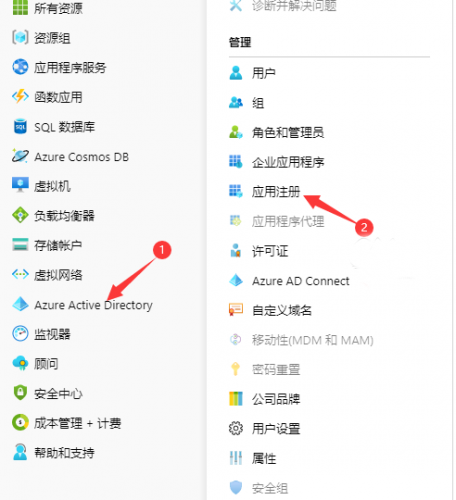 所有资源
资源组
应用程序服务
函数应用
SQL 数据库
Azure Cosmos DB
虚拟机
负载均衡器
存储帐户
1
虚拟网络
Azure Active Directory
监视器
顾问
安全中心
成本管理 + 计费
帮助和支持
诊断并解决问题
管理
用户
组
角色和管理员
企业应用程序
应用注册
2
应用程序代理
许可证
Azure AD Connect
自定义域名
移动性(MDM 和 MAM)
密码重置
公司品牌
用户设置
属性
安全组